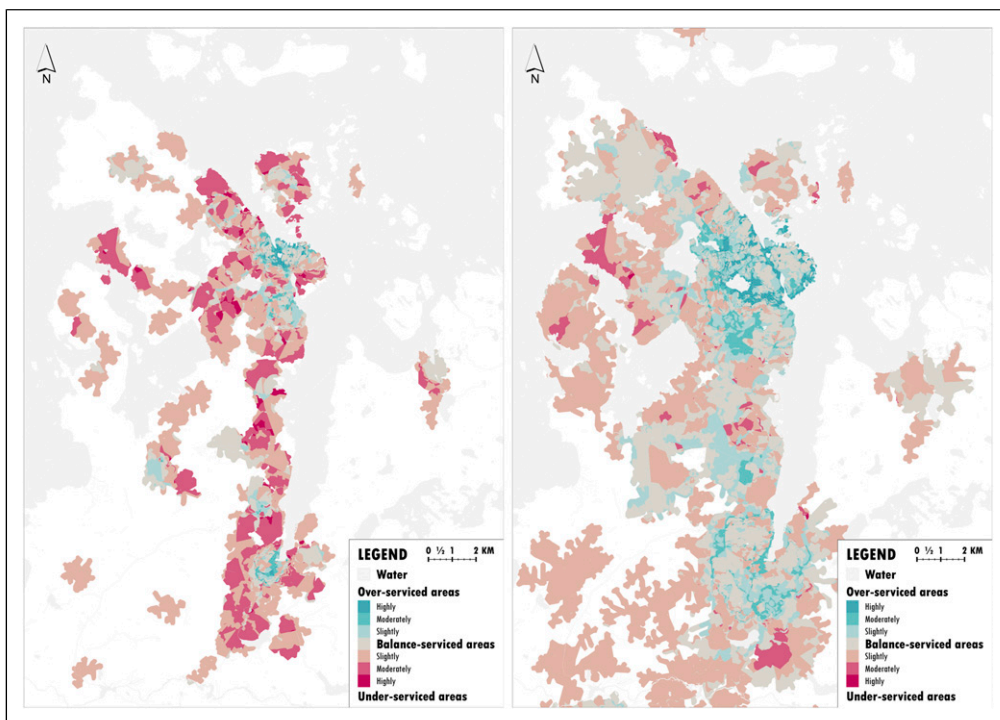 N
LEGEND 0 ½ 1 2 KM
Water
Over-serviced areas
Highly
Moderately
Slightly
Balance-serviced areas
Slightly
Moderately
Highly
Under-serviced areas
N
LEGEND 0 ½ 1 2 KM
Water
Over-serviced areas
Highly
Moderately
Slightly
Balance-serviced areas
Slightly
Moderately
Highly
Under-serviced areas